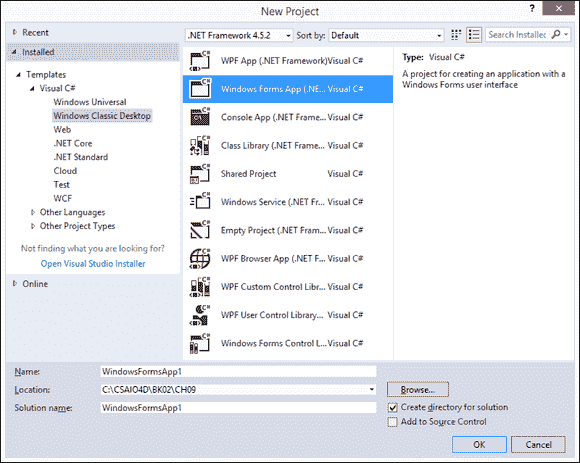 New Project
Recent
.NET Framework 4.5.2 Sort by: Default Search Installed
Installed
Templates
Visual C#
Windows Universal
Windows Classic Desktop
Web
.NET Core
.NET Standard
Cloud
Test
WCF
Other Languages
Other Project Types
Not finding what you are looking for?
Open Visual Studio Installer
Online
WPF App (.NET Framework) Visual C#
Windows Forms App (.NE... Visual C#
Console App (.NET Frame... Visual C#
Class Library (.NET Frame... Visual C#
Shared Project Visual C#
Windows Service (.NET Fr... Visual C#
Empty Project (.NET Fram... Visual C#
WPF Browser App (.NET F... Visual C#
WPF Custom Control Libr... Visual C#
WPF User Control Library... Visual C#
Windows Forms Control L... Visual C#
Type: Visual C#
A project for creating an application with a
Windows Forms user interface
Name: WindowsFormsApp1
Location: C:\CSAIO4D\BK02\CH09 Browse...
Solution name: WindowsFormsApp1
Create directory for solution
Add to Source Control
OK Cancel